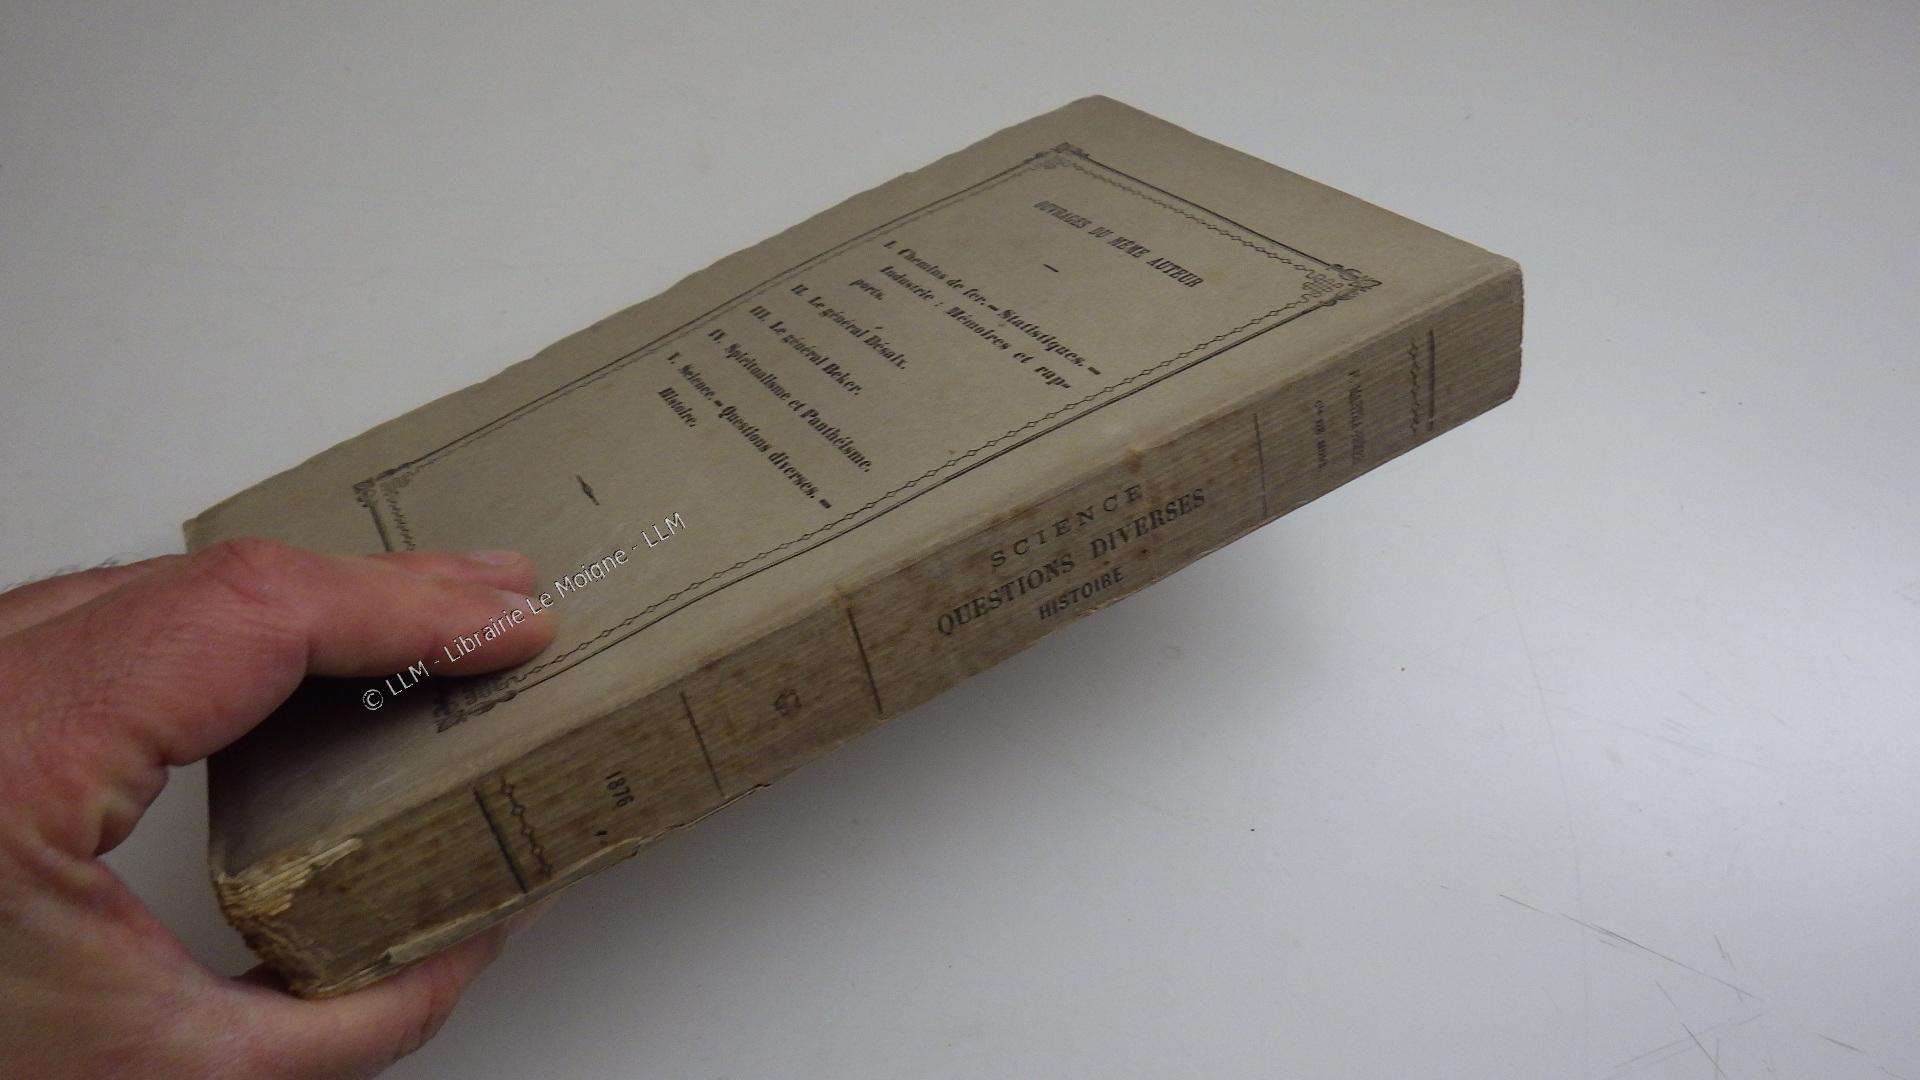 OUVRAGES DU MÊME AUTEUR
I. Chemins de fer. — Statistiques. —
Industrie : Mémoires et rap-
ports.
II. Le général Désaix.
III. Le général Beker.
IV. Spiritualisme et Panthéisme.
V. Science. — Questions diverses. —
Histoire.
SCIENCE
QUESTIONS DIVERSES
HISTOIRE
1876
© LLM - Librairie Le Moigne - LLM